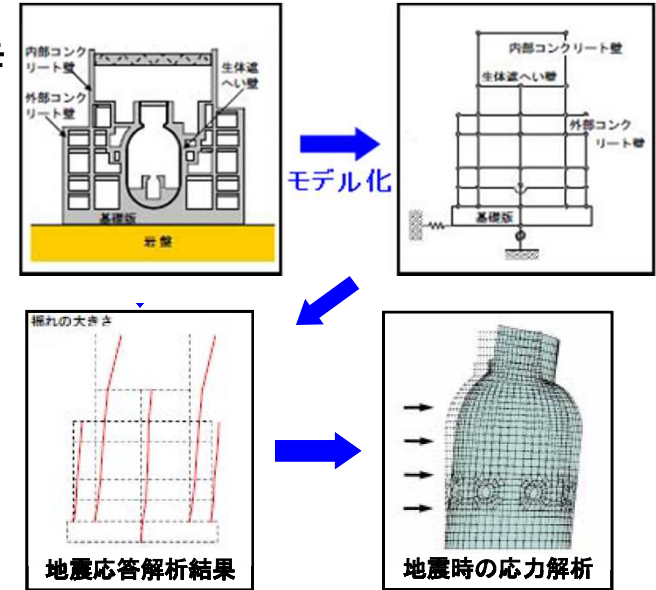 内部コンク
リート壁
生体遮
へい壁
外部コンク
リート壁
基礎版
岩盤
モデル化
内部コンクリート壁
生体遮へい壁
外部コンク
リート壁
基礎版
揺れの大きさ
地震応答解析結果
地震時の応力解析